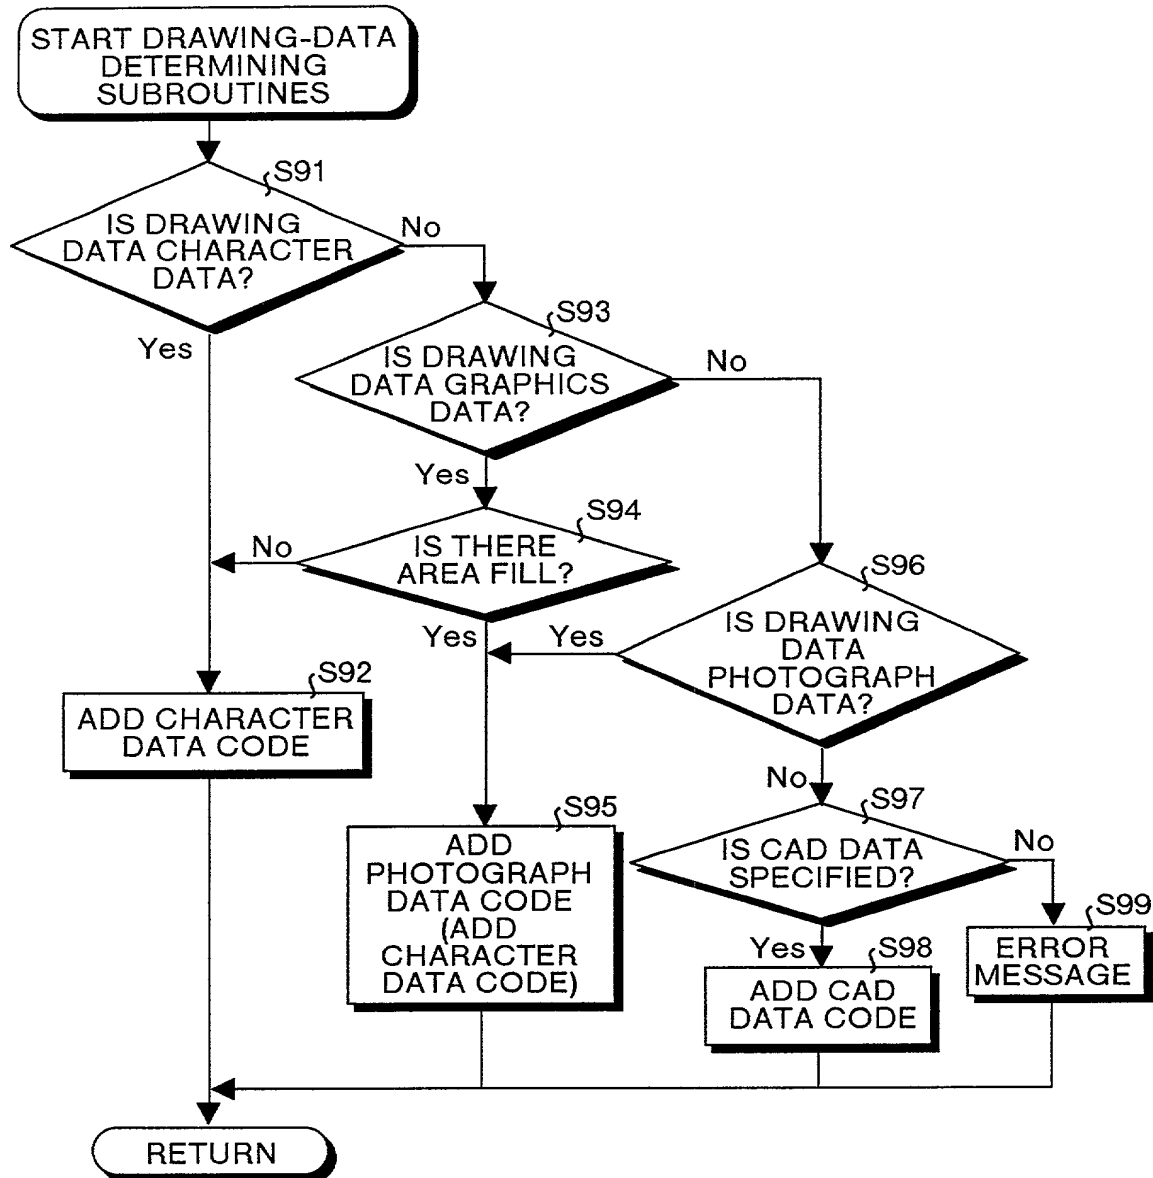 START DRAWING-DATA
DETERMINING
SUBROUTINES
S91
IS DRAWING
DATA CHARACTER
DATA?
No
Yes
S93
IS DRAWING
DATA GRAPHICS
DATA?
No
Yes
S94
IS THERE
AREA FILL?
No
Yes
S96
IS DRAWING
DATA
PHOTOGRAPH
DATA?
Yes
No
S92
ADD CHARACTER
DATA CODE
S95
ADD
PHOTOGRAPH
DATA CODE
(ADD
CHARACTER
DATA CODE)
S97
IS CAD DATA
SPECIFIED?
No
Yes
S98
ADD CAD
DATA CODE
S99
ERROR
MESSAGE
RETURN